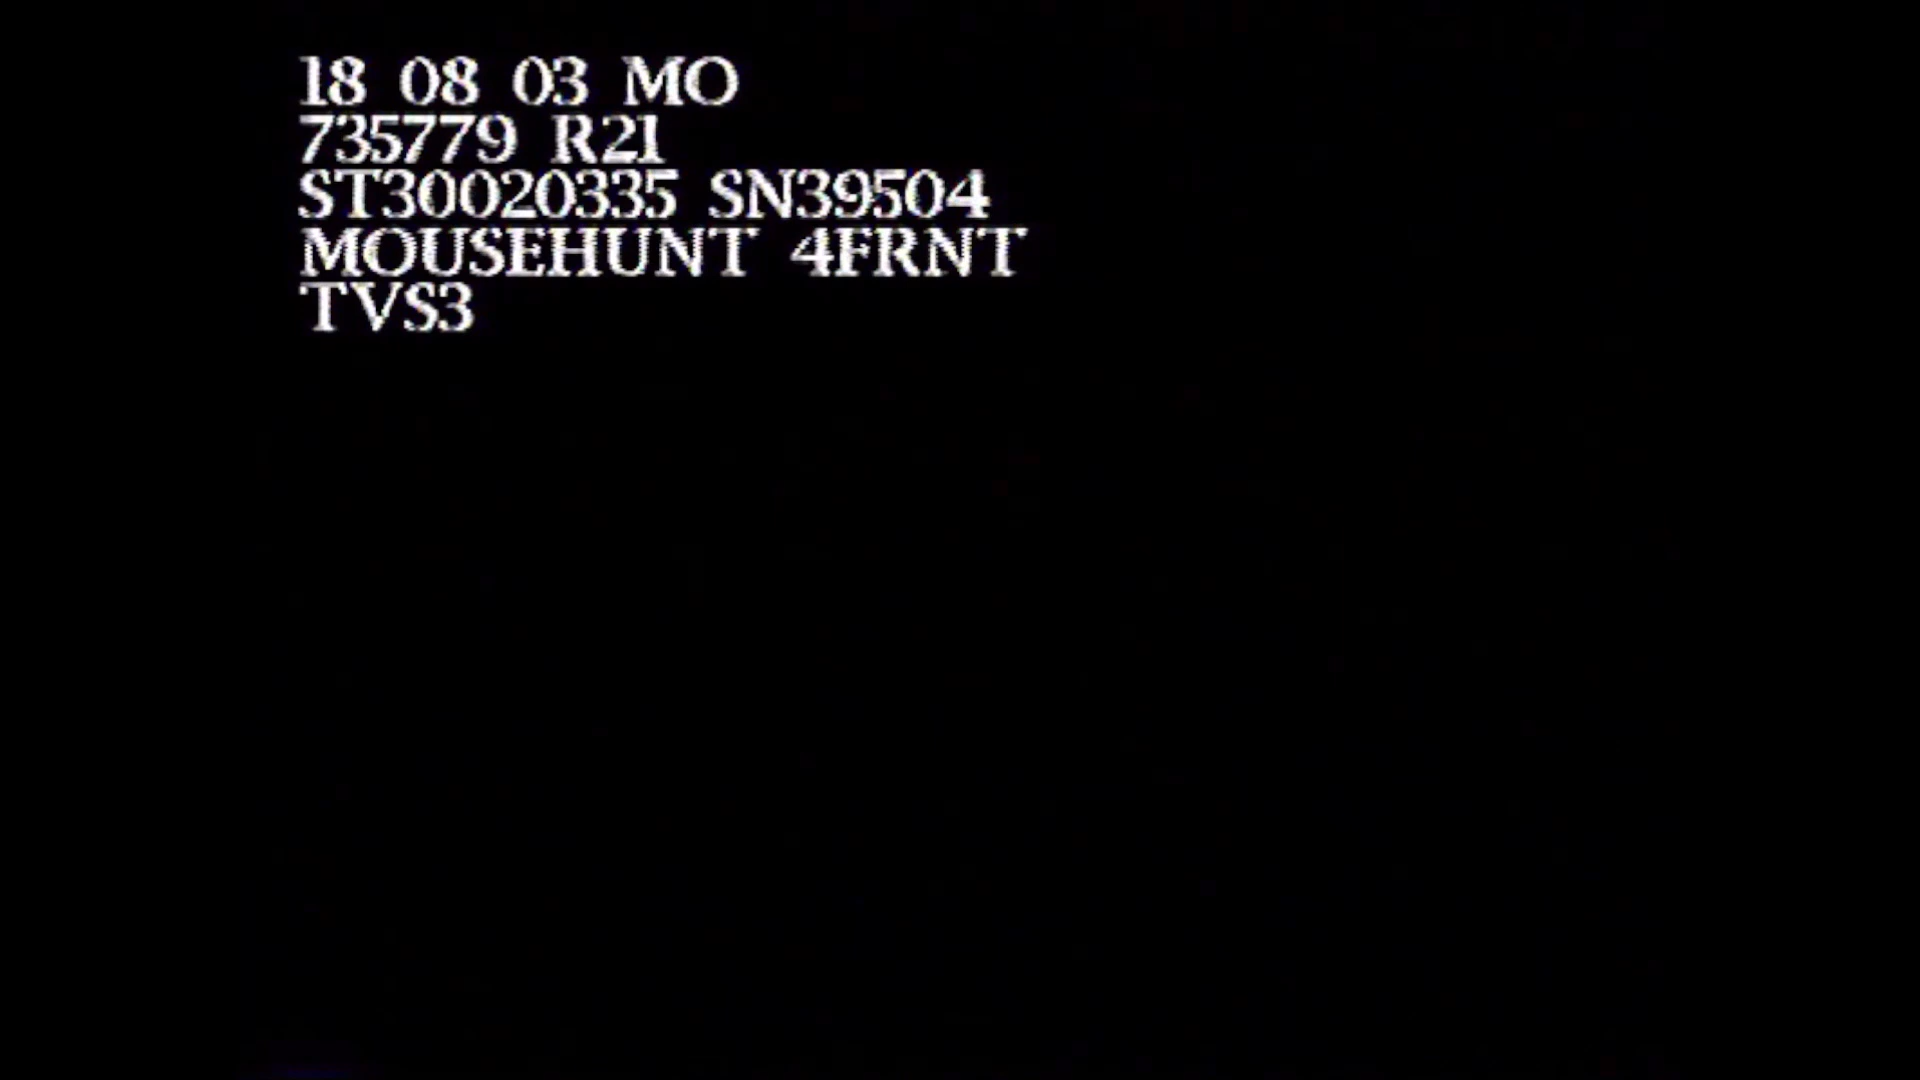 18 08 03 MO
735779 R21
ST30020335 SN39504
MOUSEHUNT 4FRNT
TVS3